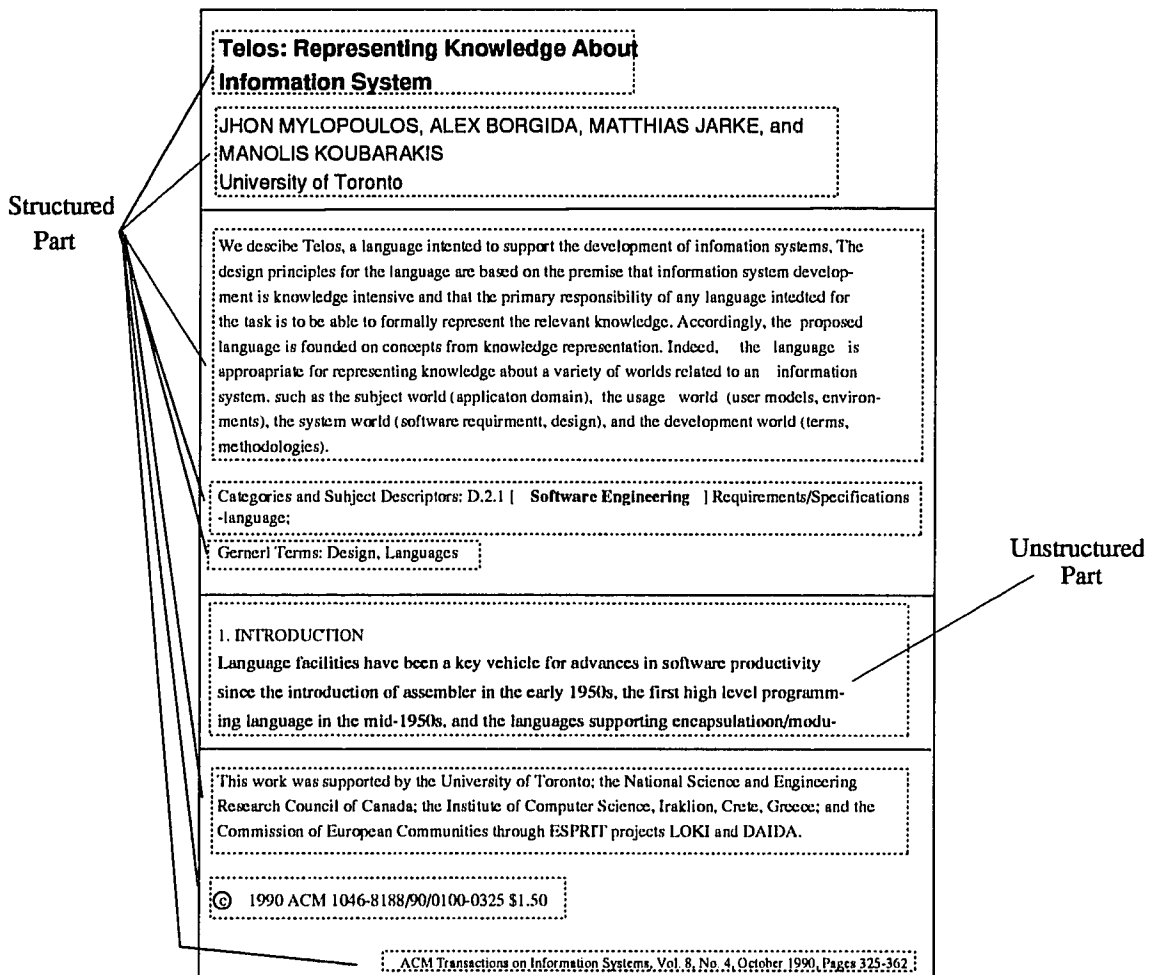 Telos: Representing Knowledge About
Information System
JHON MYLOPOULOS, ALEX BORGIDA, MATTHIAS JARKE, and
MANOLIS KOUBARAKIS
University of Toronto
Structured
Part
We descibe Telos, a language intented to support the development of infomation systems, The
design principles for the language are based on the premise that information system develop-
ment is knowledge intensive and that the primary responsibility of any language intedted for
the task is to be able to formally represent the relevant knowledge. Accordingly, the proposed
language is founded on concepts from knowledge representation. Indeed, the language is
approapriate for representing knowledge about a variety of worlds related to an information
system, such as the subject world (applicaton domain), the usage world (user models, environ-
ments), the system world (software requirmentt, design), and the development world (terms,
methodologies).
Categories and Suhject Descriptors: D.2.1 [ Software Engineering ] Requirements/Specifications
-language;
Gernerl Terms: Design, Languages
Unstructured
Part
1. INTRODUCTION
Language facilities have been a key vehicle for advances in software productivity
since the introduction of assembler in the early 1950s, the first high level programm-
ing language in the mid-1950s, and the languages supporting encapsulatioon/modu-
This work was supported by the University of Toronto; the National Science and Engineering
Research Council of Canada; the Institute of Computer Science, Iraklion, Crete, Greece; and the
Commission of European Communities through ESPRIT projects LOKI and DAIDA.
© 1990 ACM 1046-8188/90/0100-0325 $1.50
ACM Transactions on Information Systems, Vol. 8, No. 4, October 1990, Pages 325-362